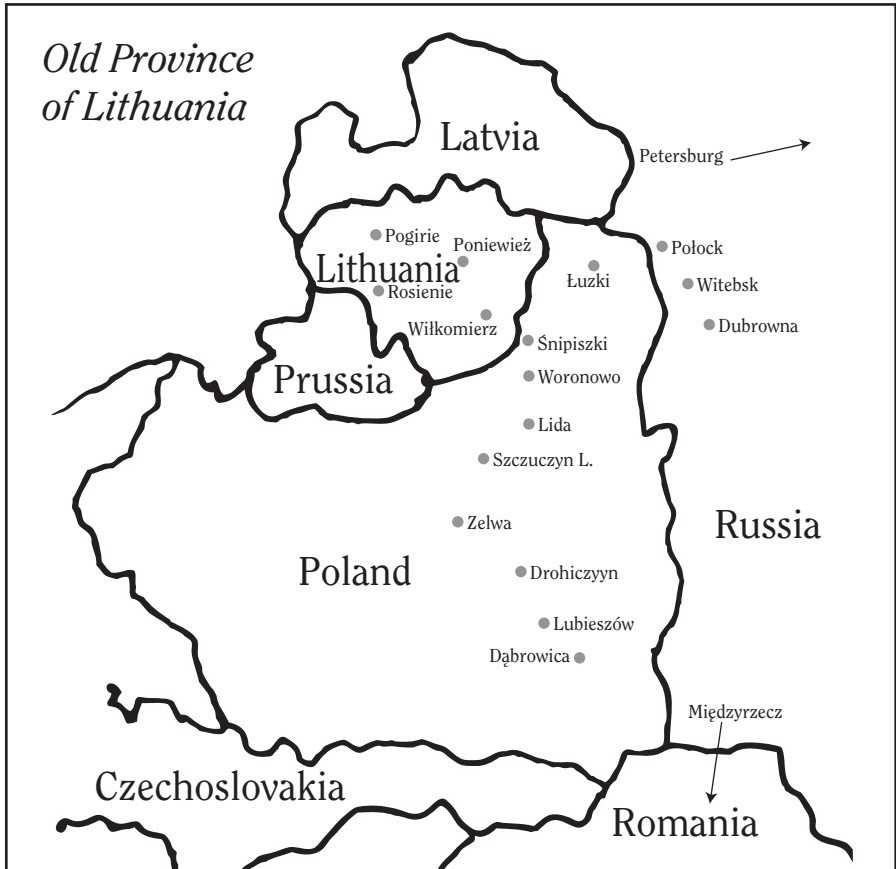 Old Province
of Lithuania
Latvia
Petersburg
Pogirie
Poniewież
Połock
Lithuania
Łuzki
Witebsk
Rosienie
Wiłkomierz
Dubrowna
Śnipiszki
Prussia
Woronowo
Lida
Szczuczyn L.
Zelwa
Russia
Poland
Drohiczyyn
Lubieszów
Dąbrowica
Międzyrzecz
Czechoslovakia
Romania